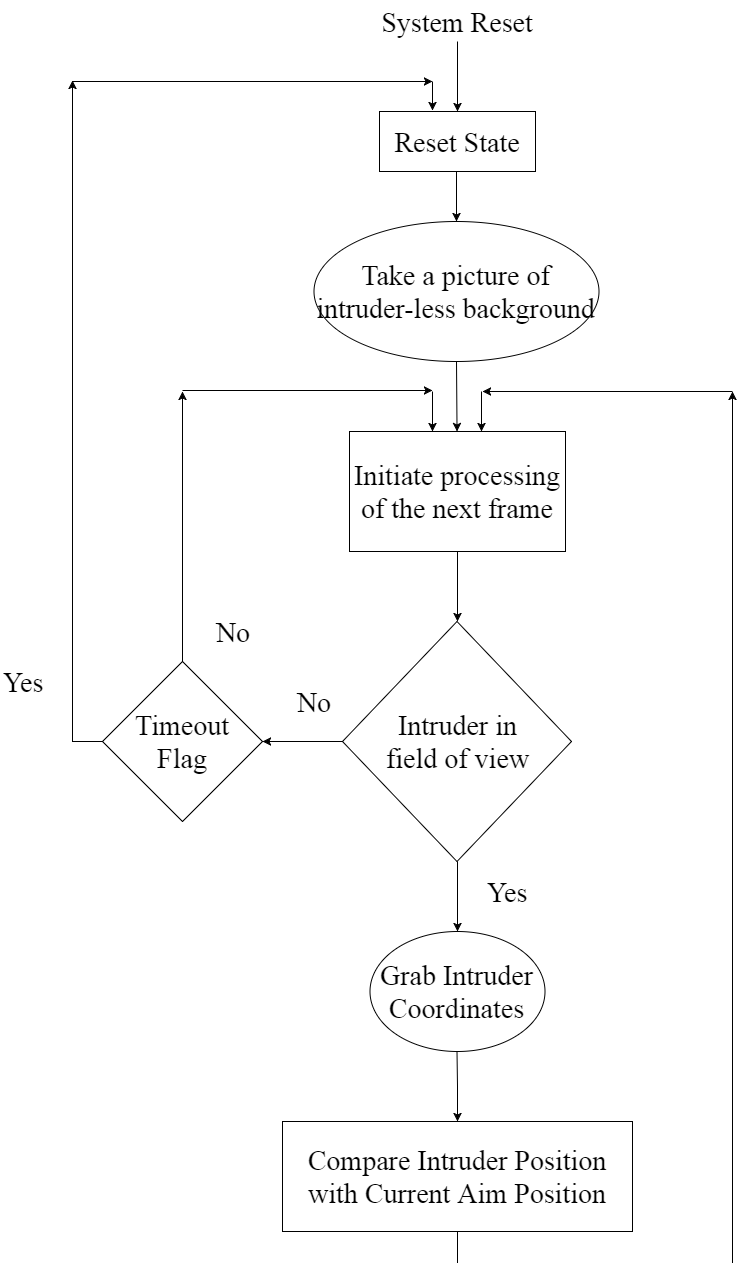 System Reset
Reset State
Take a picture of
intruder-less background
Initiate processing
of the next frame
No
Yes
No
Timeout
Flag
Intruder in
field of view
Yes
Grab Intruder
Coordinates
Compare Intruder Position
with Current Aim Position